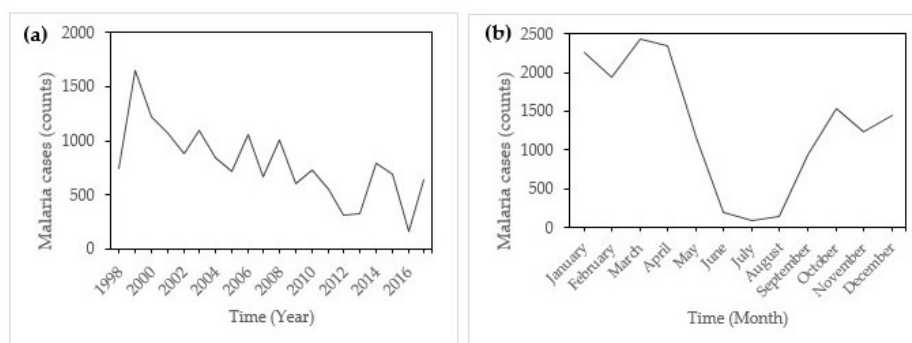 (a)
2000
1500
1000
500
0
Malaria cases (counts)
1998
2000
2002
2004
2006
2008
2010
2012
2014
2016
Time (Year)
(b)
2500
2000
1500
1000
500
0
Malaria cases (counts)
January
February
March
April
May
June
July
August
September
October
November
December
Time (Month)